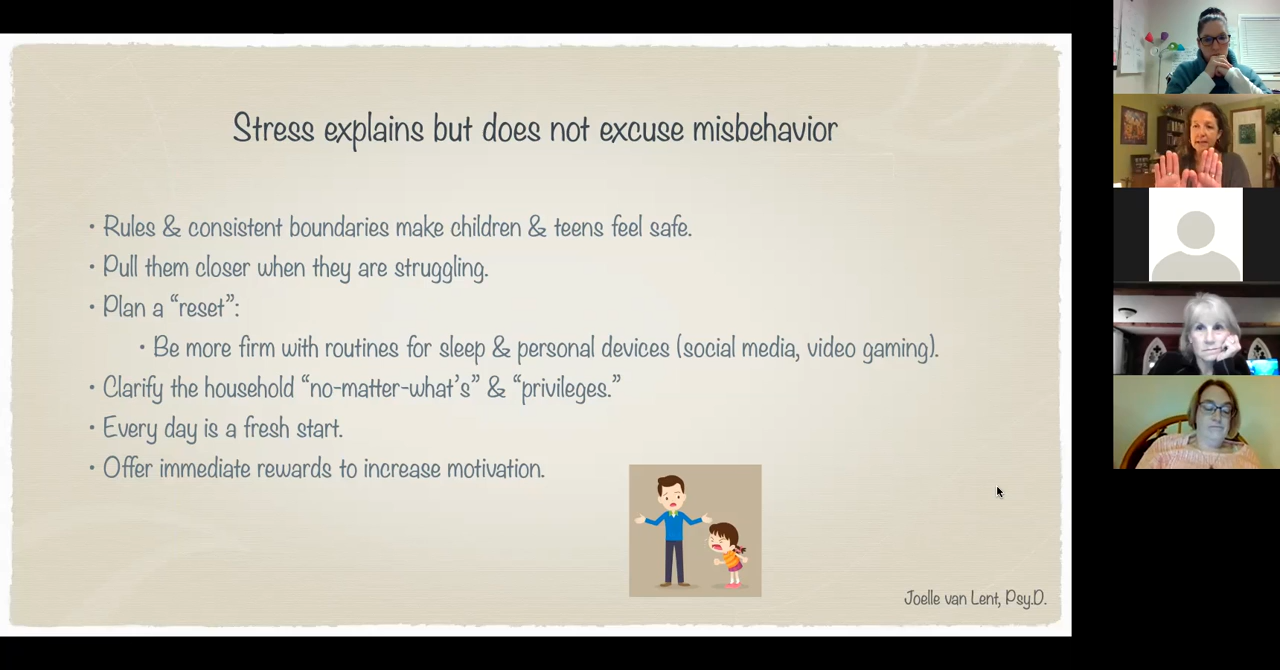 Stress explains but does not excuse misbehavior
• Rules & consistent boundaries make children & teens feel safe.
• Pull them closer when they are struggling.
• Plan a “reset”:
• Be more firm with routines for sleep & personal devices (social media, video gaming).
• Clarify the household “no-matter-what’s” & “privileges.”
• Every day is a fresh start.
• Offer immediate rewards to increase motivation.
Joelle van Lent, Psy.D.